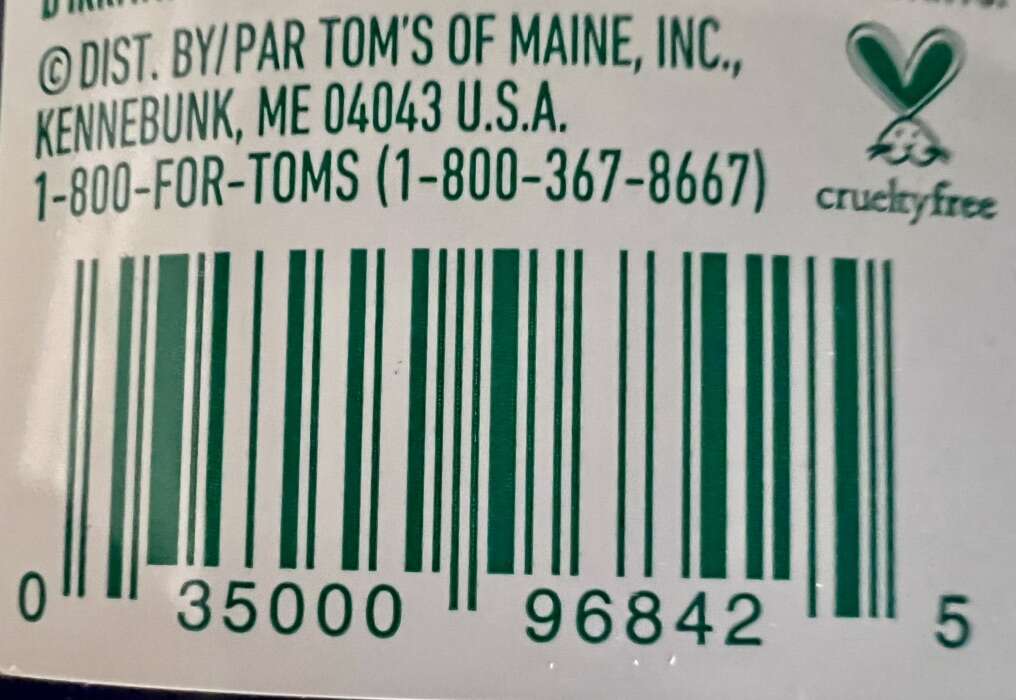 © DIST. BY/PAR TOM'S OF MAINE, INC.,
KENNEBUNK, ME 04043 U.S.A.
1-800-FOR-TOMS (1-800-367-8667)
crueltyfree
0 35000 96842 5